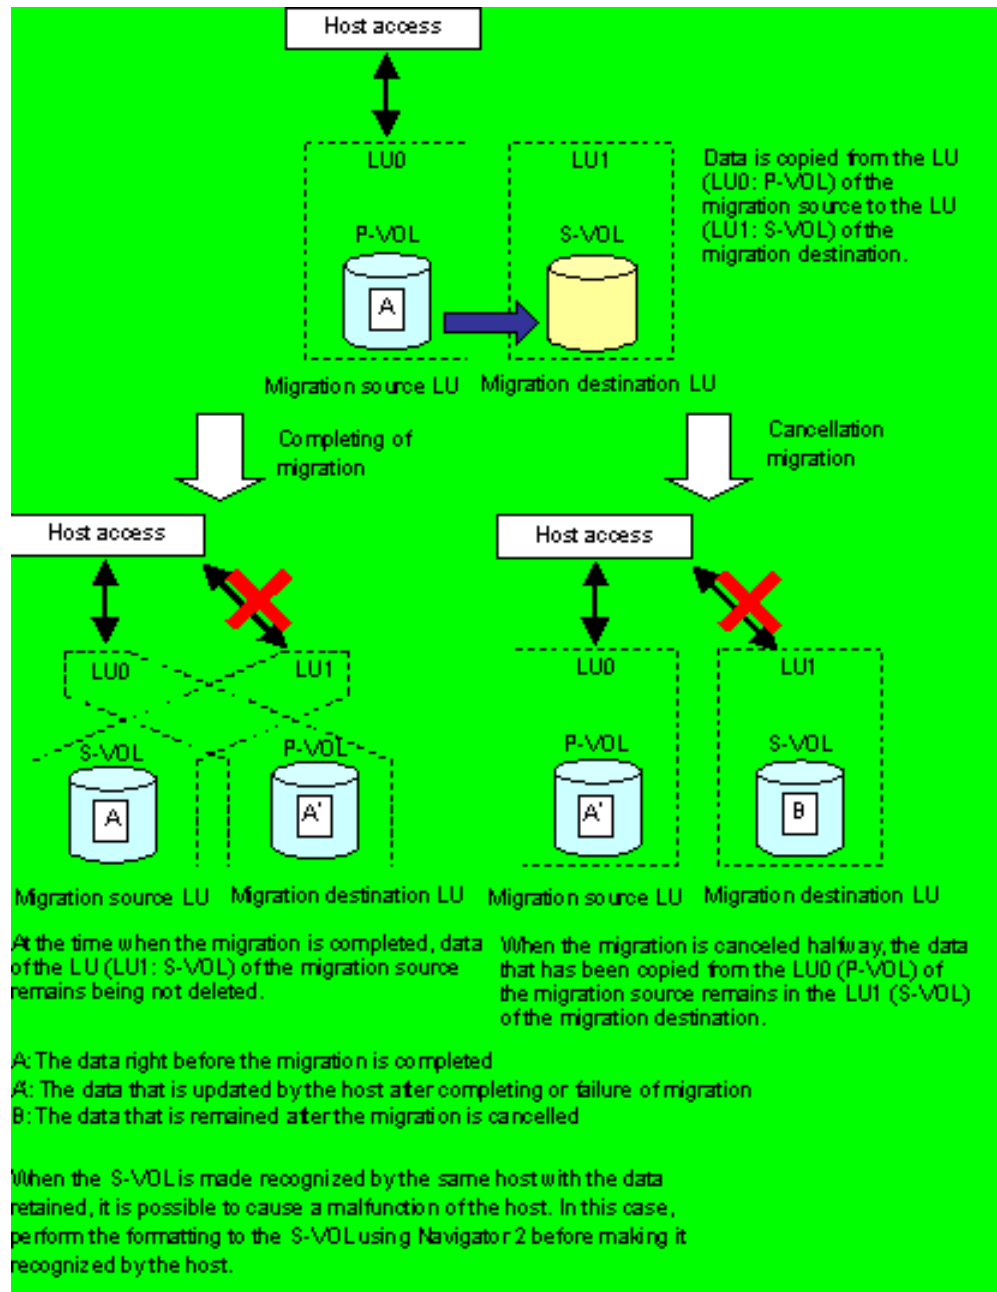 Host access
LU0
LU1
Data is copied from the LU
(LU0: P-VOL) of the
migration source to the LU
(LU1: S-VOL) of the
migration destination.
P-VOL
S-VOL
A
Migration source LU
Migration destination LU
Completing of
migration
Cancellation
migration
Host access
Host access
LU0
LU1
LU0
LU1
S-VOL
P-VOL
P-VOL
S-VOL
A
A'
A'
B
Migration source LU
Migration destination LU
Migration source LU
Migration destination LU
At the time when the migration is completed, data
of the LU (LU1: S-VOL) of the migration source
remains being not deleted.
When the migration is canceled halfway, the data
that has been copied from the LU0 (P-VOL) of
the migration source remains in the LU1 (S-VOL)
of the migration destination.
A: The data right before the migration is completed
A': The data that is updated by the host after completing or failure of migration
B: The data that is remained after the migration is cancelled
When the S-VOL is made recognized by the same host with the data
retained, it is possible to cause a malfunction of the host. In this case,
perform the formatting to the S-VOL using Navigator 2 before making it
recognized by the host.